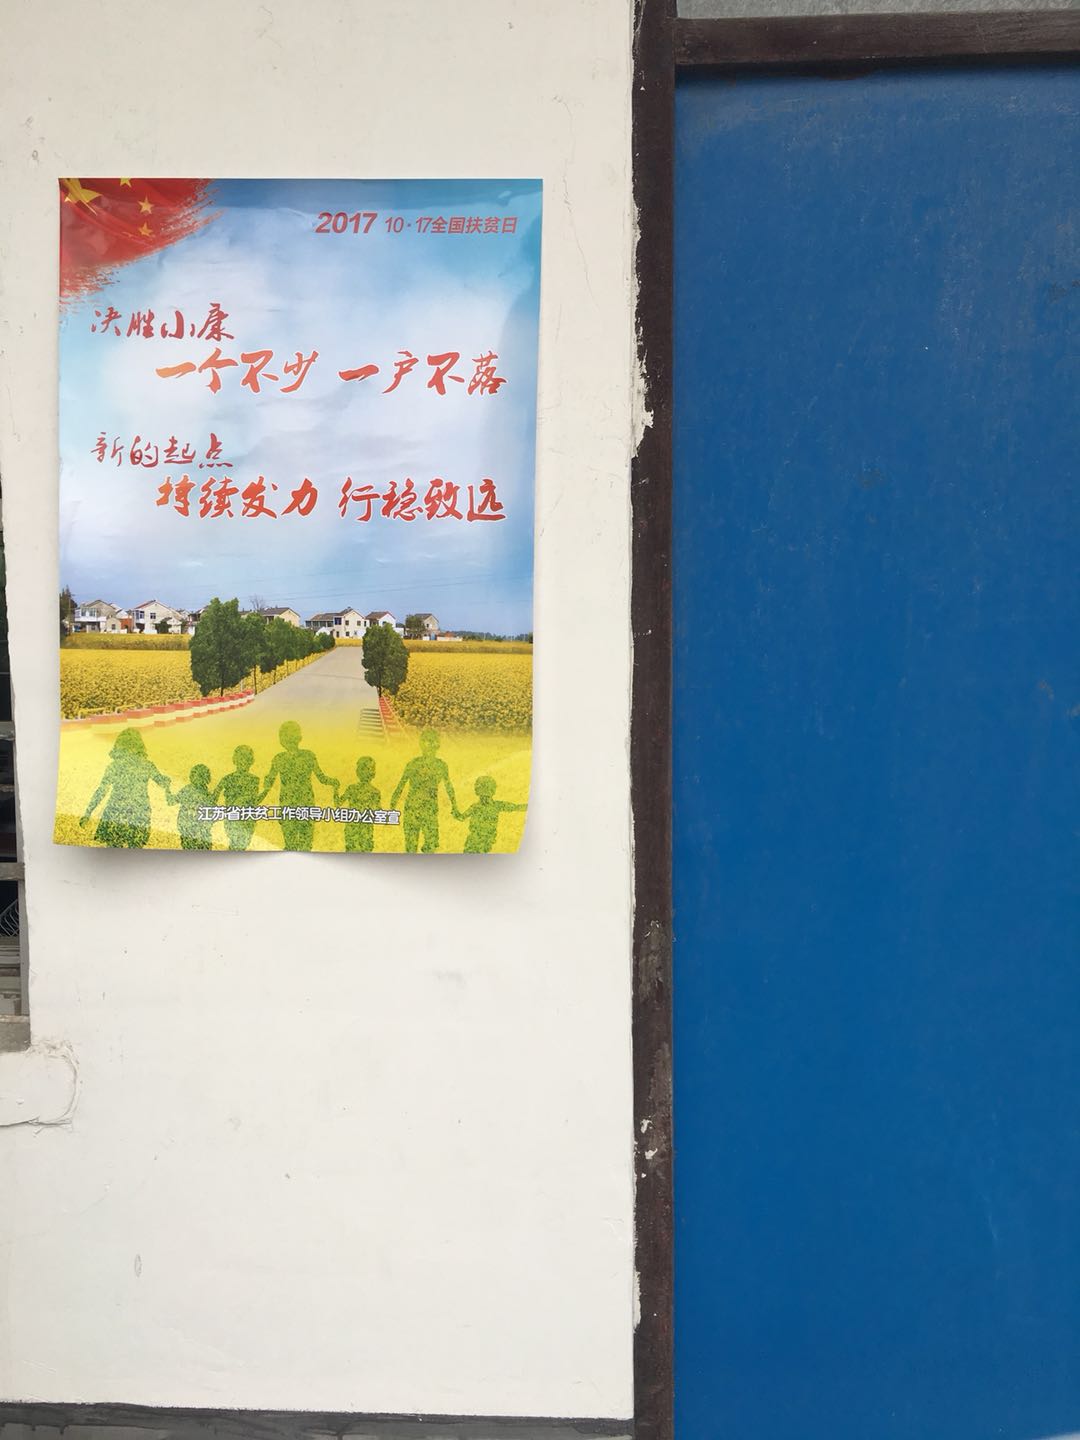 2017 10·17全国扶贫日
决胜小康
一个不少 一户不落
新的起点
持续发力 行稳致远
江苏省扶贫工作领导小组办公室宣